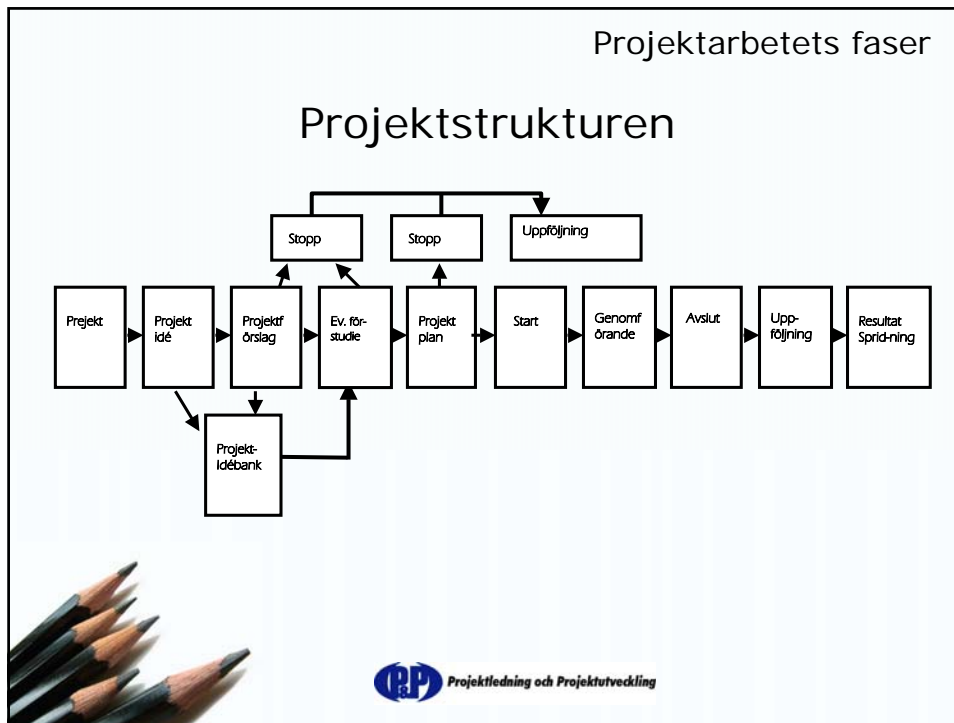 Projektarbetets faser
Projektstrukturen
Stopp
Stopp
Uppföljning
Prejekt
Projekt
idé
Projektf
örslag
Ev. för-
studie
Projekt
plan
Start
Genomf
örande
Avslut
Upp-
följning
Resultat
Sprid-ning
Projekt-
idébank
P&P Projektledning och Projektutveckling